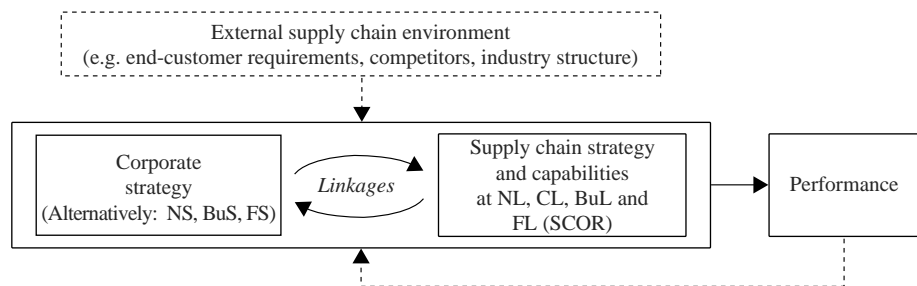 External supply chain environment
(e.g. end-customer requirements, competitors, industry structure)
Corporate
strategy
(Alternatively: NS, BuS, FS)
Linkages
Supply chain strategy
and capabilities
at NL, CL, BuL and
FL (SCOR)
Performance